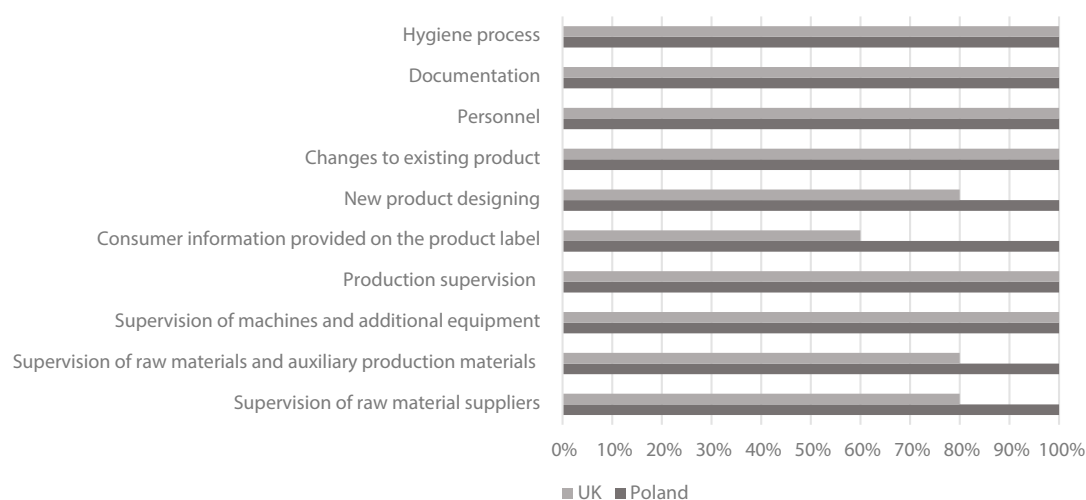 Hygiene process
Documentation
Personnel
Changes to existing product
New product designing
Consumer information provided on the product label
Production supervision
Supervision of machines and additional equipment
Supervision of raw materials and auxiliary production materials
Supervision of raw material suppliers
0% 10% 20% 30% 40% 50% 60% 70% 80% 90% 100%
UK Poland